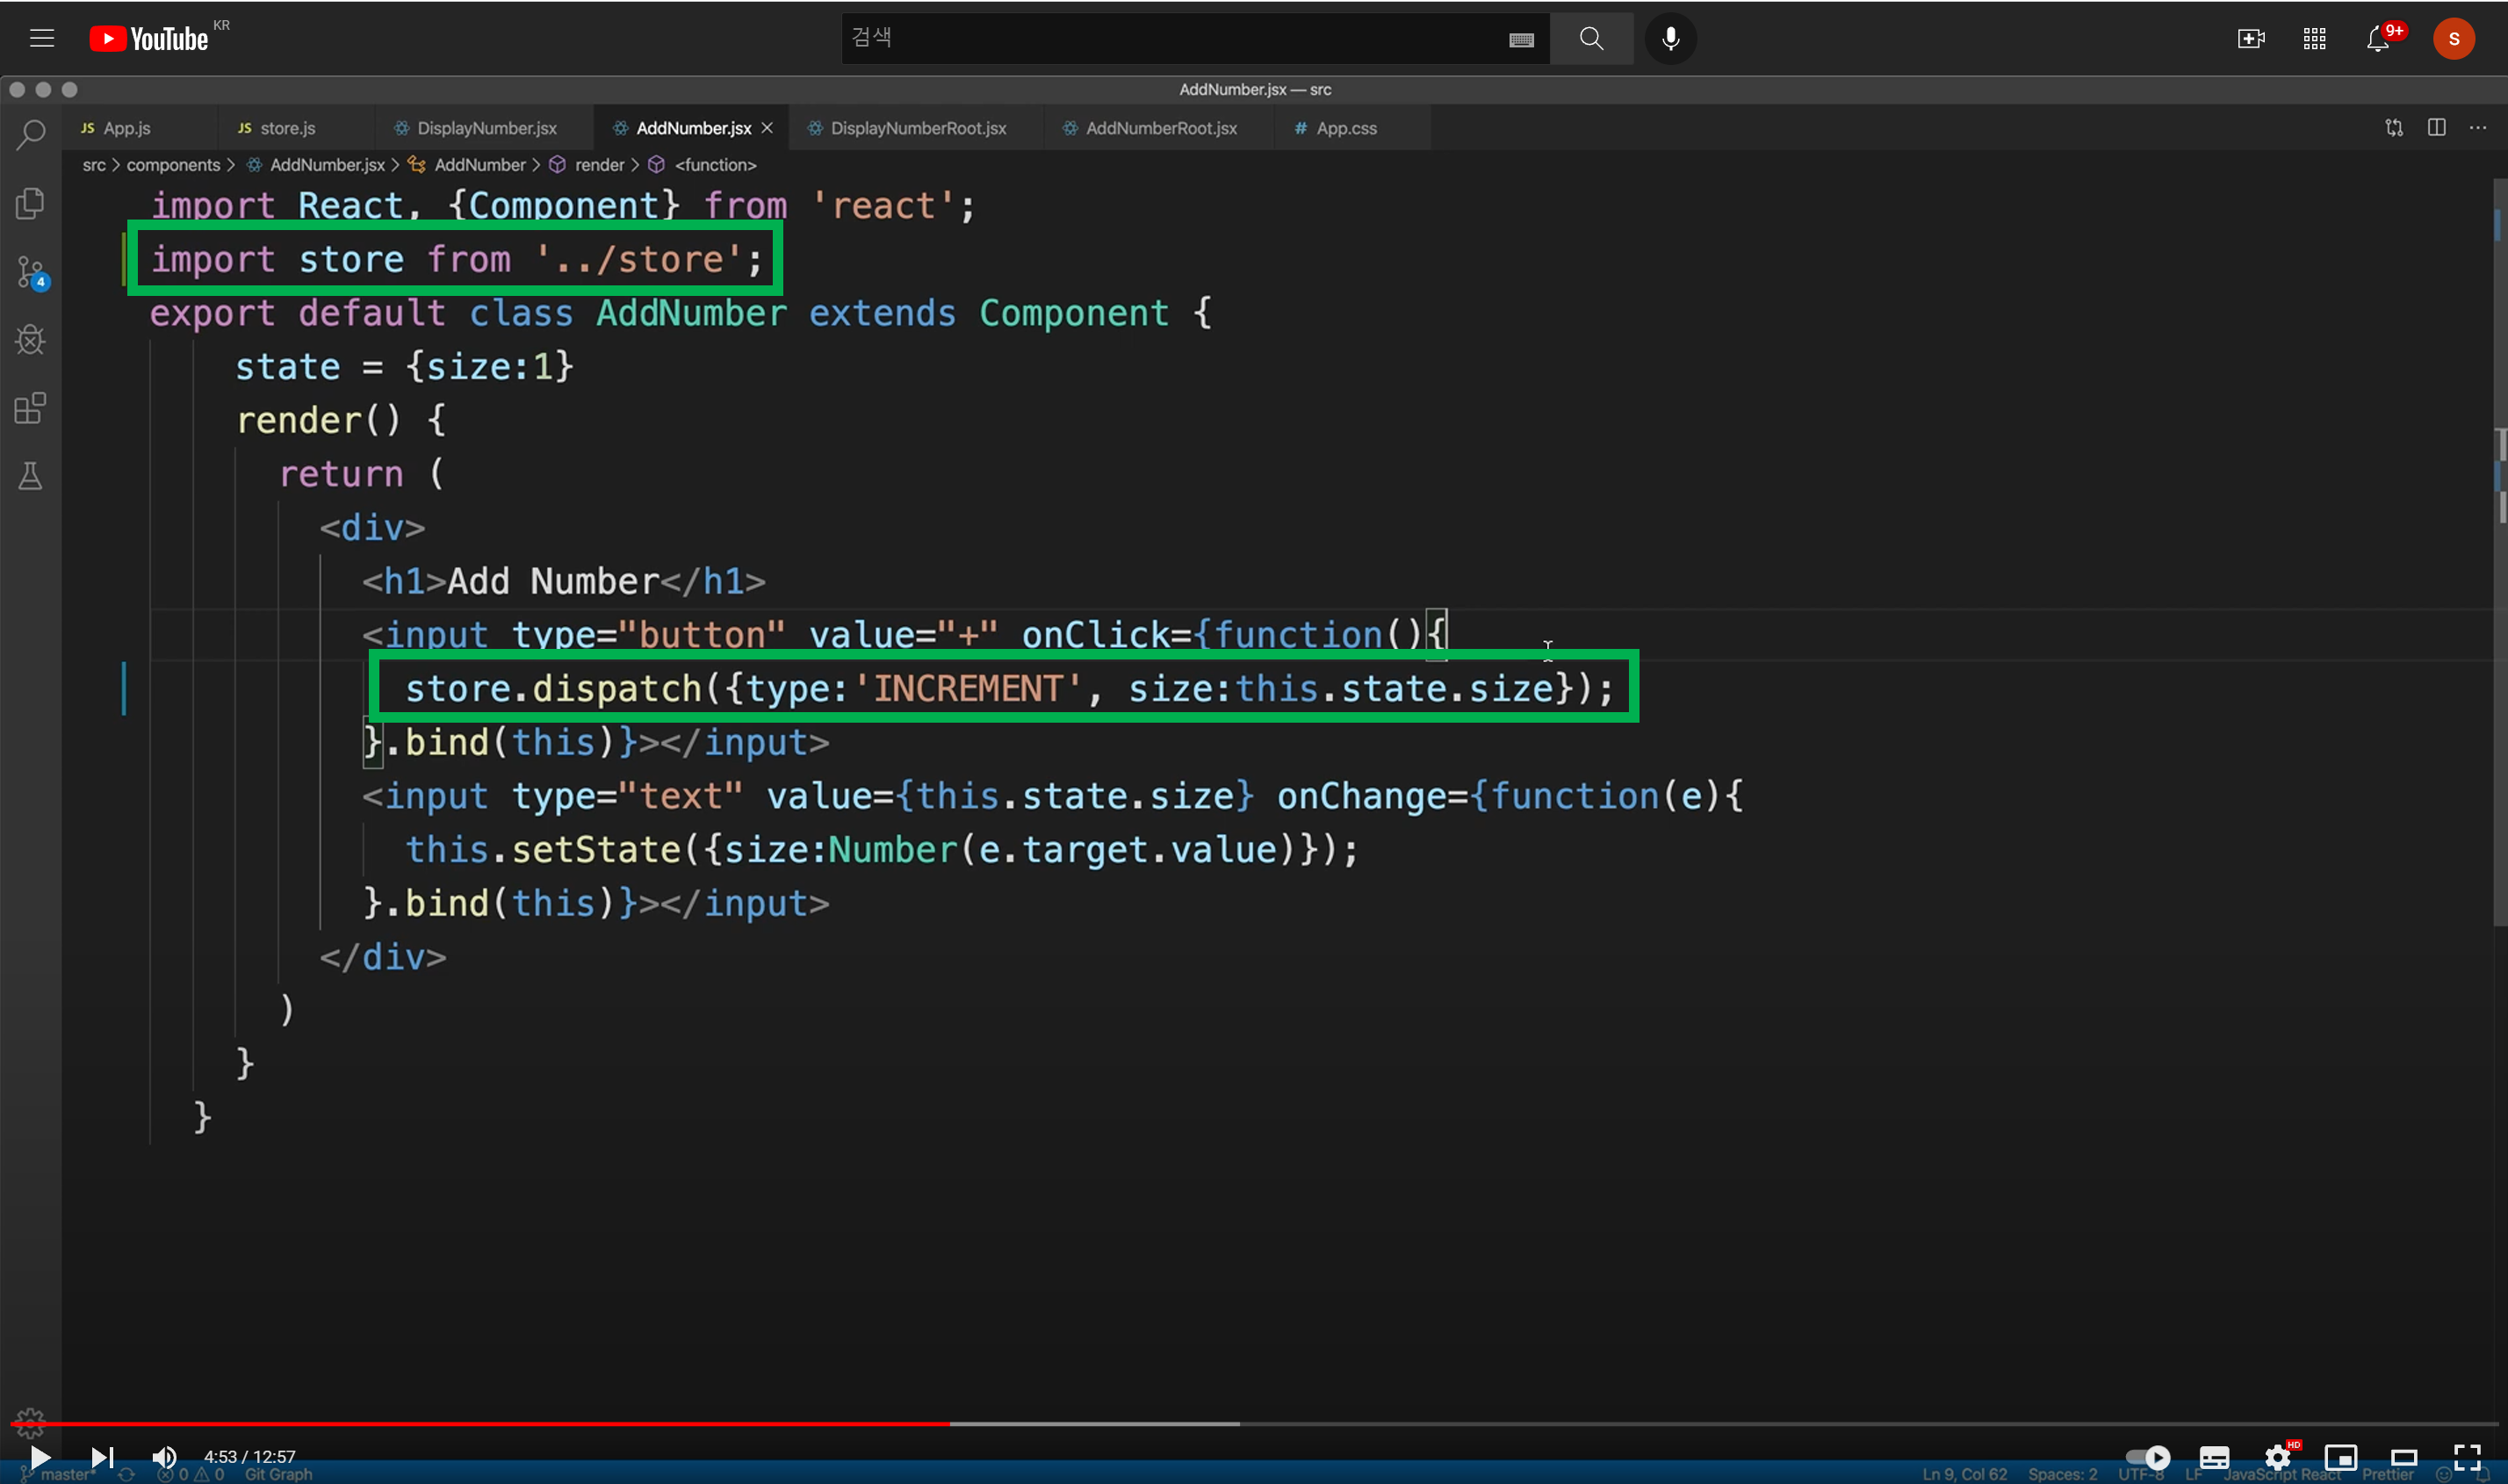 YouTube KR
검색
9+
S
AddNumber.jsx — src
JS App.js
JS store.js
DisplayNumber.jsx
AddNumber.jsx
DisplayNumberRoot.jsx
AddNumberRoot.jsx
# App.css
src > components > AddNumber.jsx > AddNumber > render > <function>
import React, {Component} from 'react';
import store from '../store';
export default class AddNumber extends Component {
state = {size:1}
render() {
return (
<div>
<h1>Add Number</h1>
<input type="button" value="+" onClick={function(){
store.dispatch({type:'INCREMENT', size:this.state.size});
}.bind(this)}></input>
<input type="text" value={this.state.size} onChange={function(e){
this.setState({size:Number(e.target.value)});
}.bind(this)}></input>
</div>
)
}
}
4
4:53 / 12:57
HD
master*
0
0
Git Graph
Ln 9, Col 62
Spaces: 2
UTF-8
LF
JavaScript React
Prettier